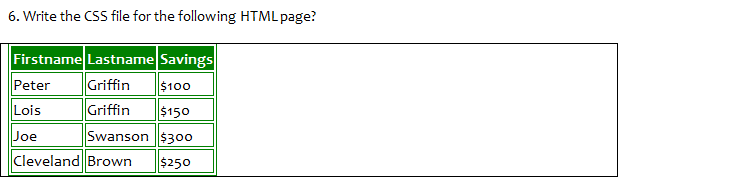 6. Write the CSS file for the following HTML page?
Firstname Lastname Savings
Peter Griffin $100
Lois Griffin $150
Joe Swanson $300
Cleveland Brown $250